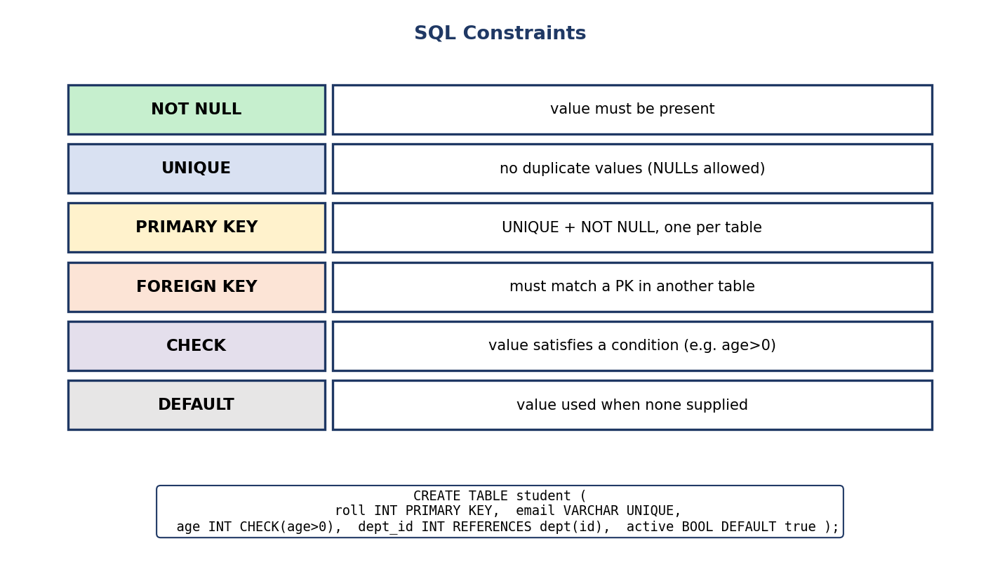 SQL Constraints
NOT NULL
value must be present
UNIQUE
no duplicate values (NULLs allowed)
PRIMARY KEY
UNIQUE + NOT NULL, one per table
FOREIGN KEY
must match a PK in another table
CHECK
value satisfies a condition (e.g. age>0)
DEFAULT
value used when none supplied
CREATE TABLE student (
roll INT PRIMARY KEY,  email VARCHAR UNIQUE,
age INT CHECK(age>0),  dept_id INT REFERENCES dept(id),  active BOOL DEFAULT true );